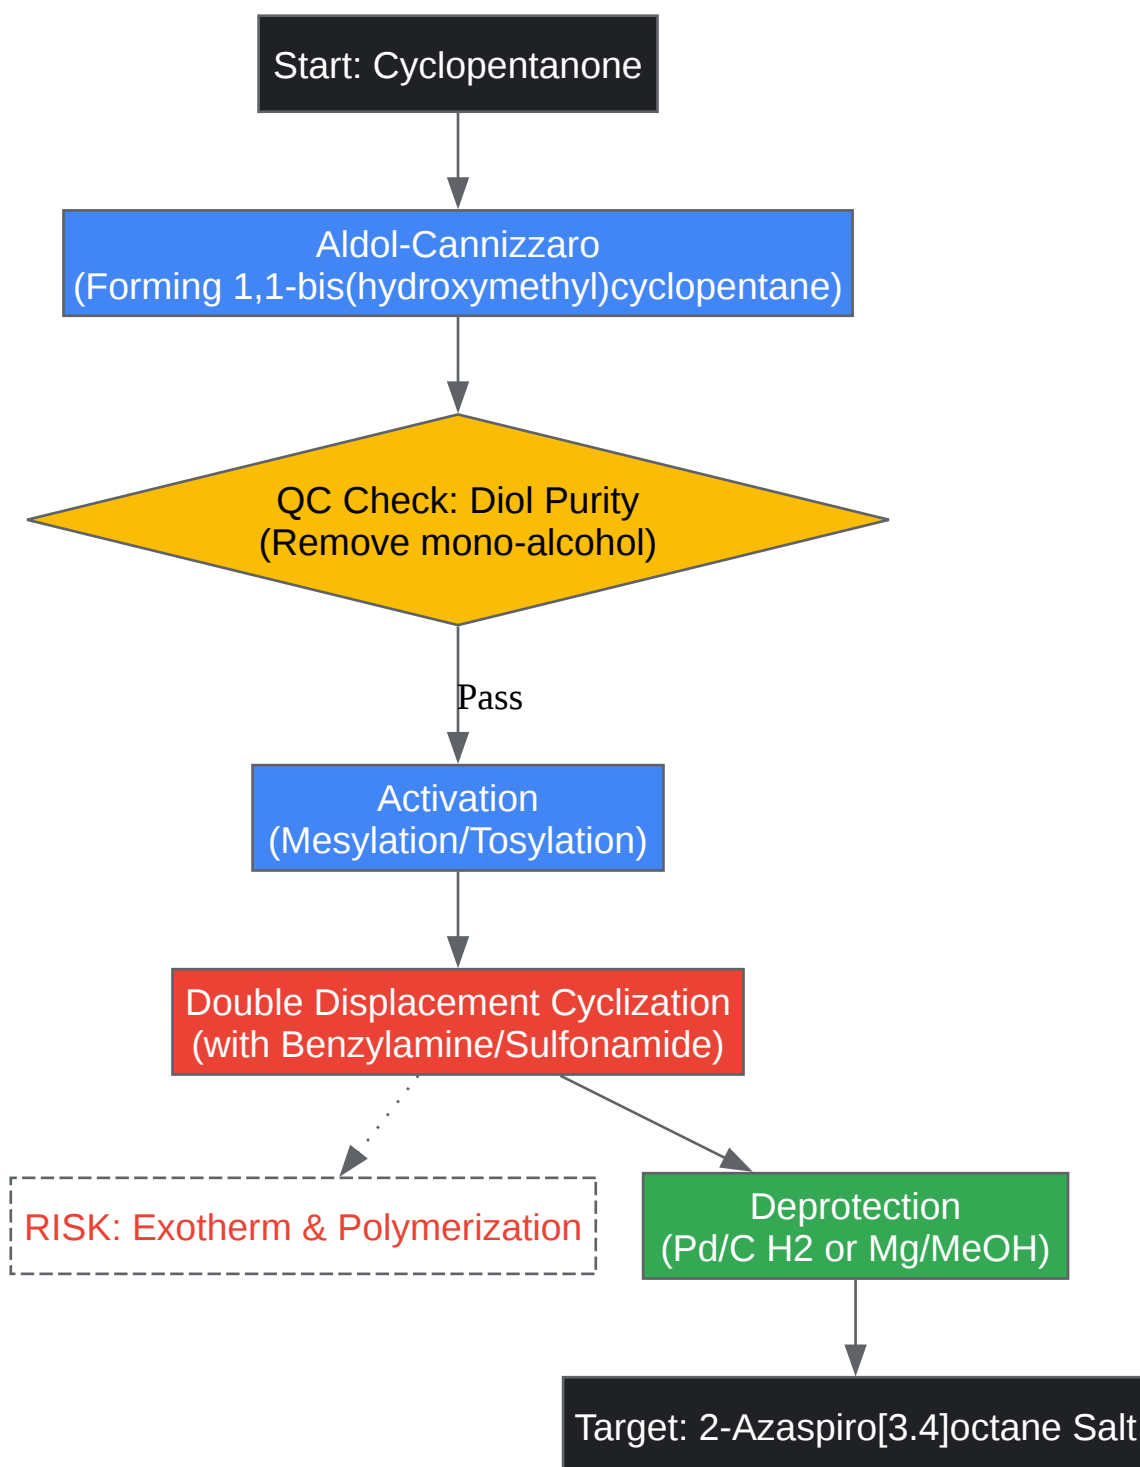 Start: Cyclopentanone
Aldol-Cannizzaro
(Forming 1,1-bis(hydroxymethyl)cyclopentane)
QC Check: Diol Purity
(Remove mono-alcohol)
Pass
Activation
(Mesylation/Tosylation)
Double Displacement Cyclization
(with Benzylamine/Sulfonamide)
RISK: Exotherm & Polymerization
Deprotection
(Pd/C H2 or Mg/MeOH)
Target: 2-Azaspiro[3.4]octane Salt